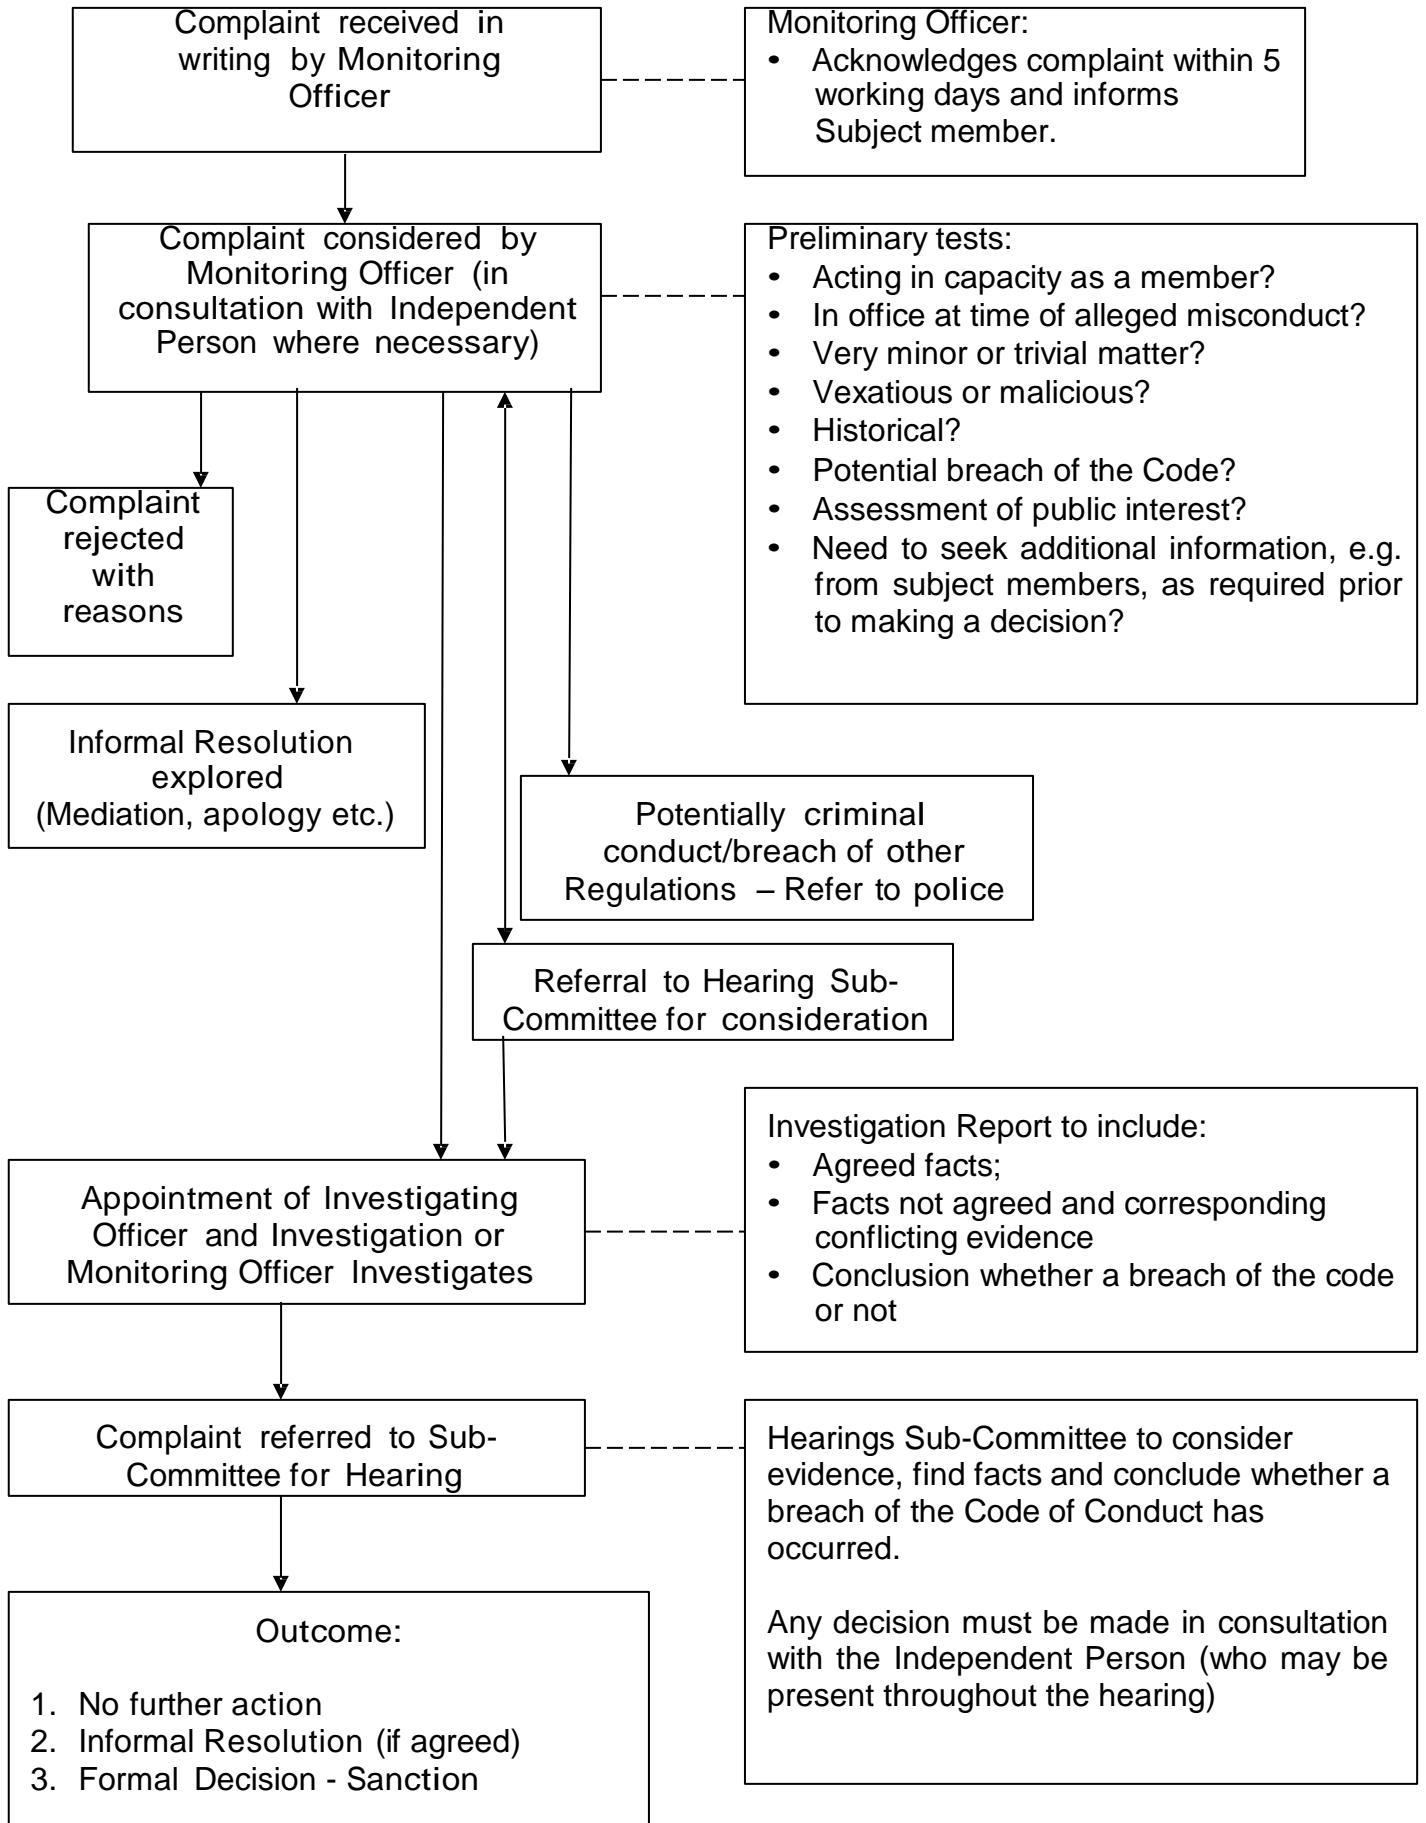 Complaint received in
writing by Monitoring
Officer
Monitoring Officer:
• Acknowledges complaint within 5
working days and informs
Subject member.
Complaint considered by
Monitoring Officer (in
consultation with Independent
Person where necessary)
Preliminary tests:
• Acting in capacity as a member?
• In office at time of alleged misconduct?
• Very minor or trivial matter?
• Vexatious or malicious?
• Historical?
• Potential breach of the Code?
• Assessment of public interest?
• Need to seek additional information, e.g.
from subject members, as required prior
to making a decision?
Complaint
rejected
with
reasons
Informal Resolution
explored
(Mediation, apology etc.)
Potentially criminal
conduct/breach of other
Regulations – Refer to police
Referral to Hearing Sub-
Committee for consideration
Appointment of Investigating
Officer and Investigation or
Monitoring Officer Investigates
Investigation Report to include:
• Agreed facts;
• Facts not agreed and corresponding
conflicting evidence
• Conclusion whether a breach of the code
or not
Complaint referred to Sub-
Committee for Hearing
Hearings Sub-Committee to consider
evidence, find facts and conclude whether a
breach of the Code of Conduct has
occurred.
Any decision must be made in consultation
with the Independent Person (who may be
present throughout the hearing)
Outcome:
1. No further action
2. Informal Resolution (if agreed)
3. Formal Decision - Sanction